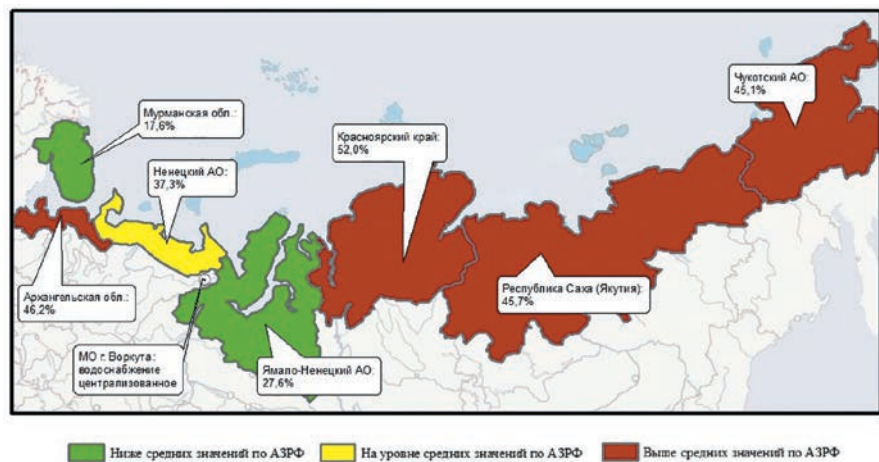 Мурманская обл.:
17,6%
Ненецкий АО:
37,3%
Красноярский край:
52,0%
Чукотский АО:
45,1%
Архангельская обл.:
46,2%
Республика Саха (Якутия):
45,7%
МО г. Воркута:
водоснабжение
централизованное
Ямало-Ненецкий АО:
27,6%
Ниже средних значений по АЗРФ
На уровне средних значений по АЗРФ
Выше средних значений по АЗРФ